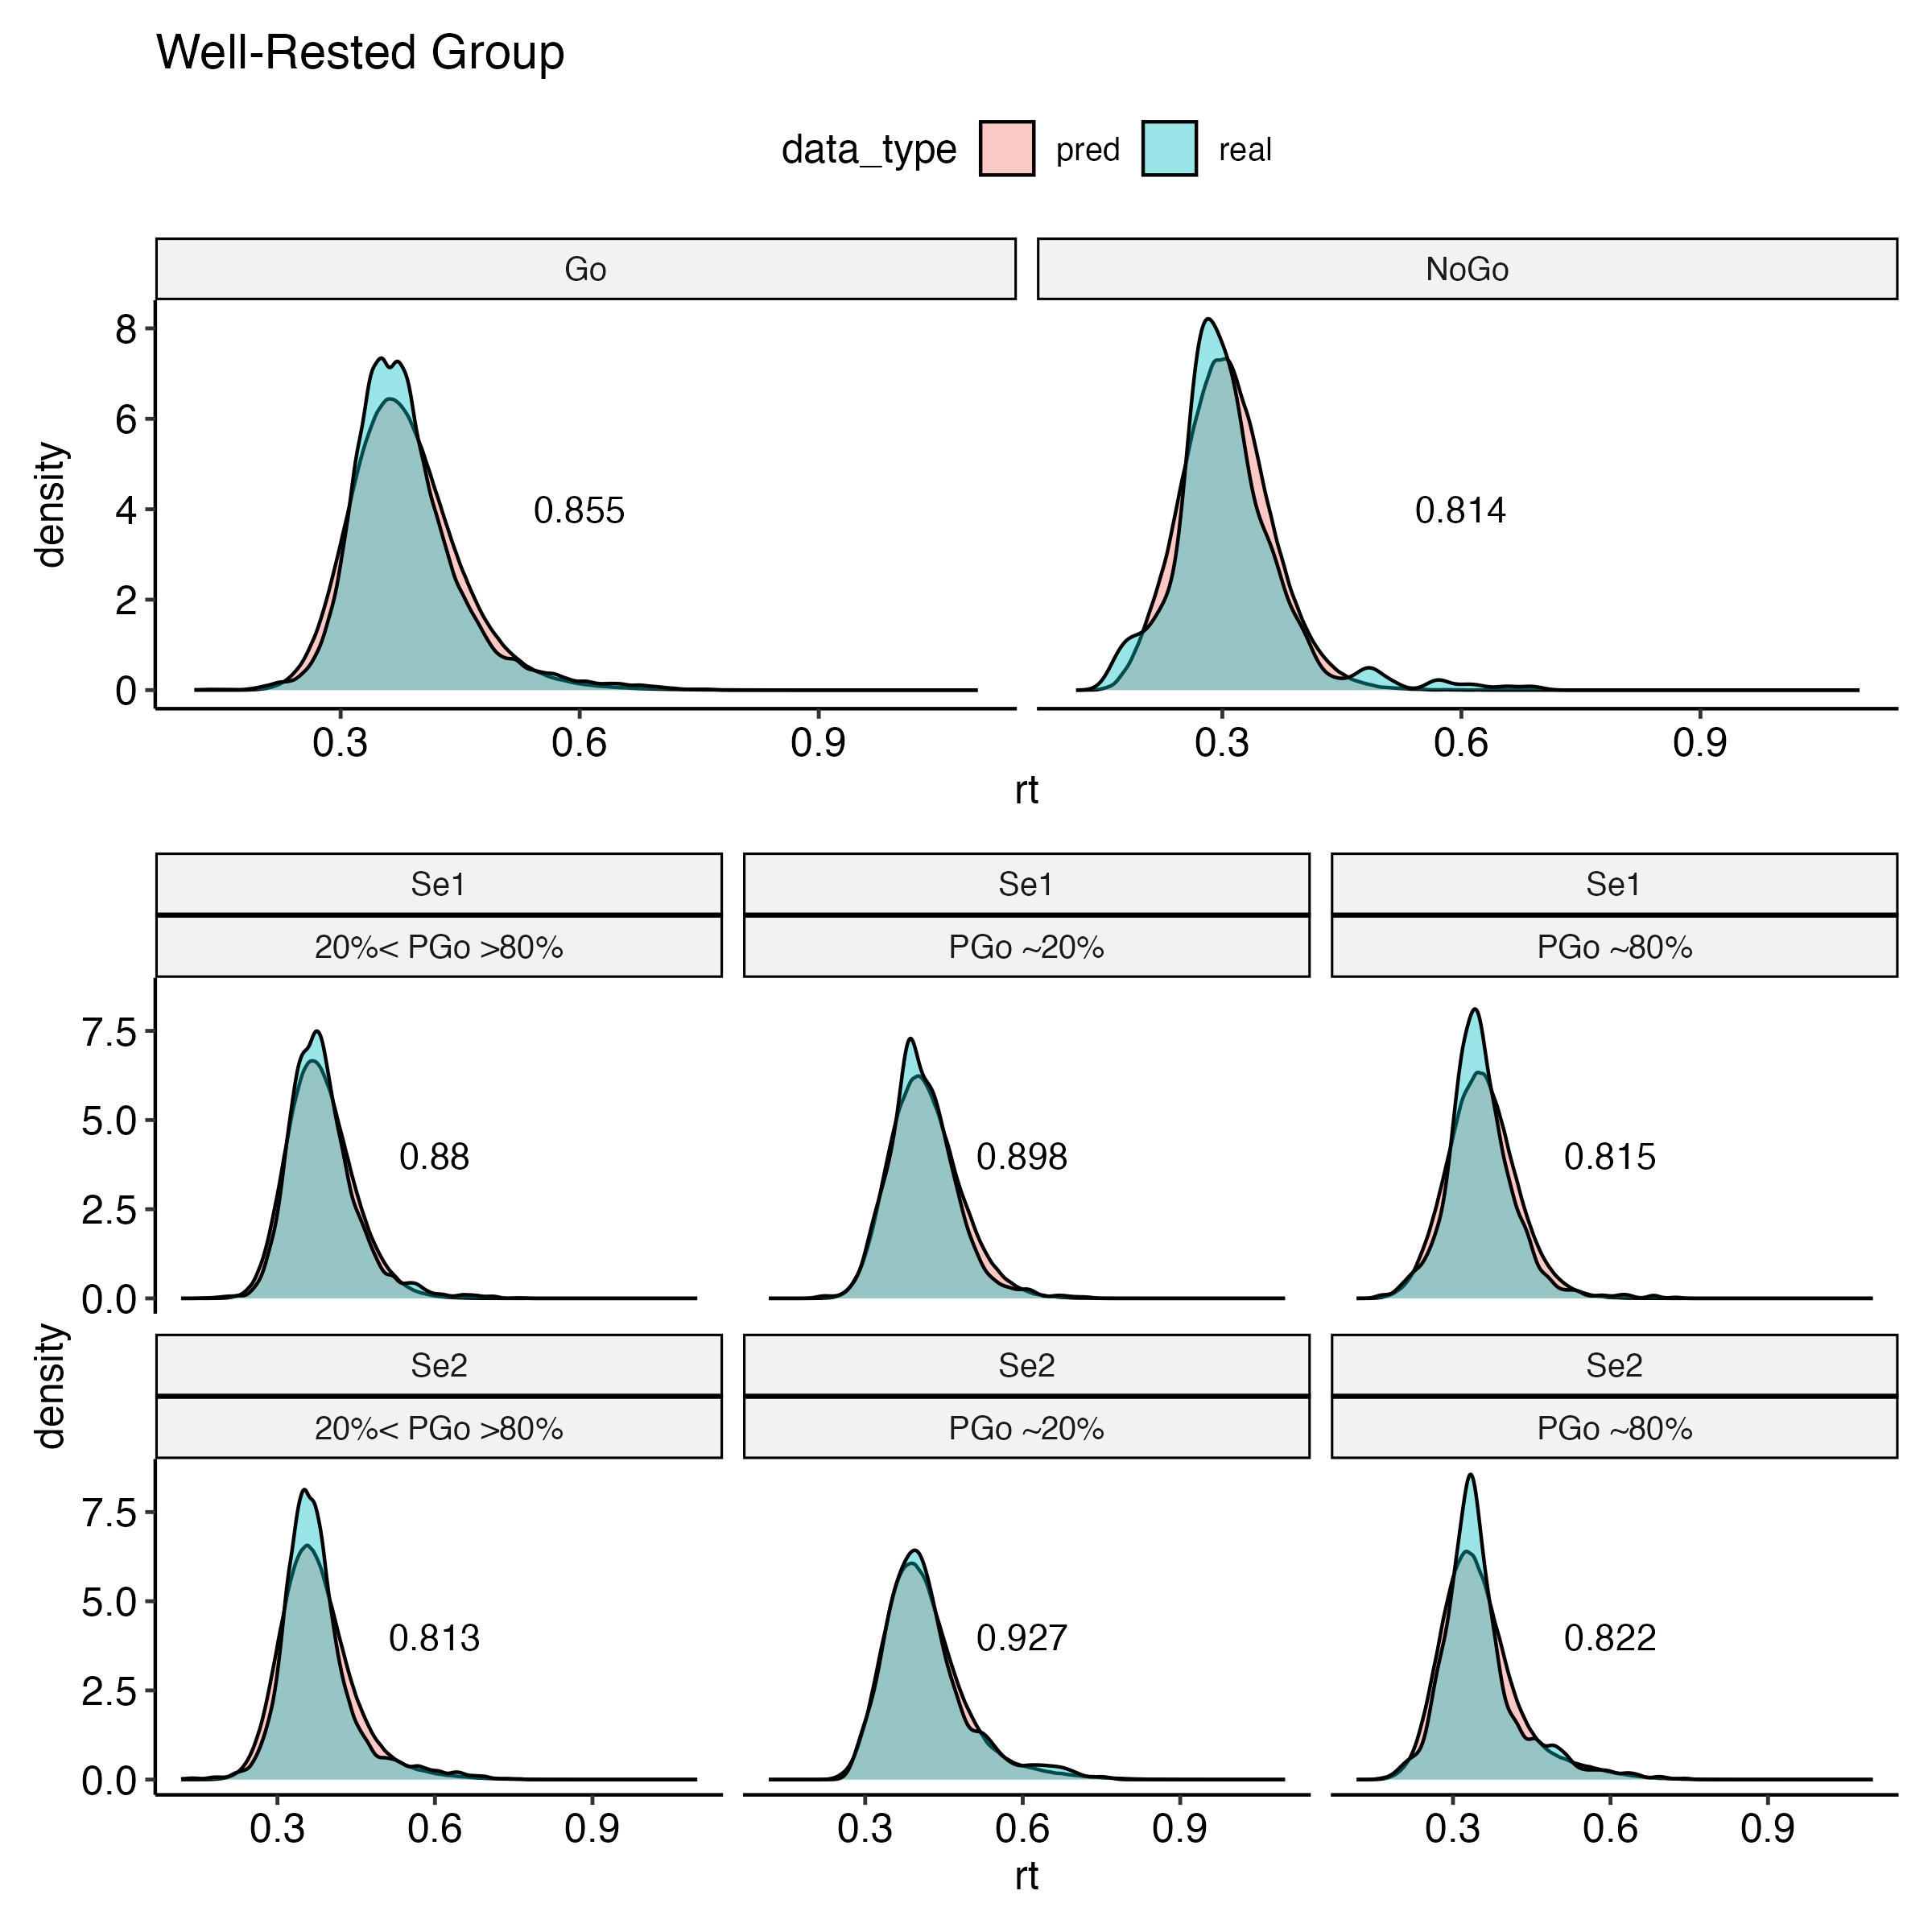 Well-Rested Group
data_type pred real
Go NoGo
8
6
4
2
0
density
0.855 0.814
0.3 0.6 0.9 0.3 0.6 0.9
rt
Se1 Se1 Se1
20%< PGo >80% PGo ~20% PGo ~80%
7.5
5.0
2.5
0.0
0.88 0.898 0.815
density
Se2 Se2 Se2
20%< PGo >80% PGo ~20% PGo ~80%
7.5
5.0
2.5
0.0
0.813 0.927 0.822
0.3 0.6 0.9 0.3 0.6 0.9 0.3 0.6 0.9
rt